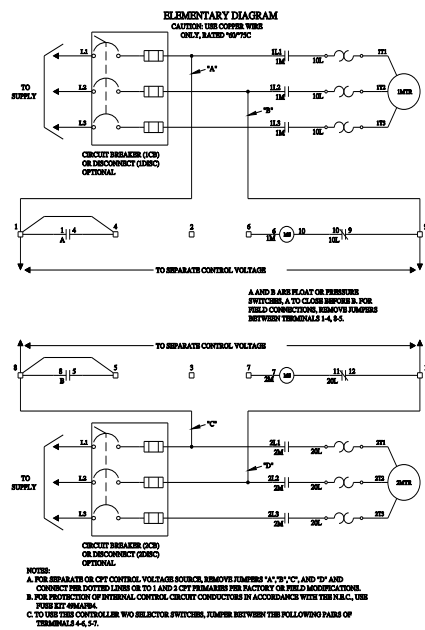 ELEMENTARY DIAGRAM
CAUTION: USE COPPER WIRE
ONLY, RATED "60/"75C
L1 1L1 1T1
1M 10L
"A"
TO
SUPPLY
L2 1L2 1T2 1MTR
1M 10L
"B"
L3 1L3 1T3
1M 10L
CIRCUIT BREAKER (1CB)
OR DISCONNECT (1DISC)
OPTIONAL
1 1 4 4 2 6 6 10 10 9
A 1M 10L
TO SEPARATE CONTROL VOLTAGE
A AND B ARE FLOAT OR PRESSURE
SWITCHES, A TO CLOSE BEFORE B. FOR
FIELD CONNECTIONS, REMOVE JUMPERS
BETWEEN TERMINALS 1-4, 8-5.
TO SEPARATE CONTROL VOLTAGE
8 8 5 5 3 7 7 11 12
B 2M 20L
"C"
L1 2L1 2T1
2M 20L
"D"
TO
SUPPLY
L2 2L2 2T2 2MTR
2M 20L
L3 2L3 2T3
2M 20L
CIRCUIT BREAKER (2CB)
OR DISCONNECT (2DISC)
OPTIONAL
NOTES:
A. FOR SEPARATE OR CPT CONTROL VOLTAGE SOURCE, REMOVE JUMPERS "A","B","C", AND "D" AND
CONNECT PER DOTTED LINES OR TO 1 AND 2 CPT PRIMARIES PER FACTORY OR FIELD MODIFICATIONS.
B. FOR PROTECTION OF INTERNAL CONTROL CIRCUIT CONDUCTORS IN ACCORDANCE WITH THE N.E.C., USE
FUSE KIT 49MAFB4.
C. TO USE THIS CONTROLLER W/O SELECTOR SWITCHES, JUMPER BETWEEN THE FOLLOWING PAIRS OF
TERMINALS 4-6, 5-7.